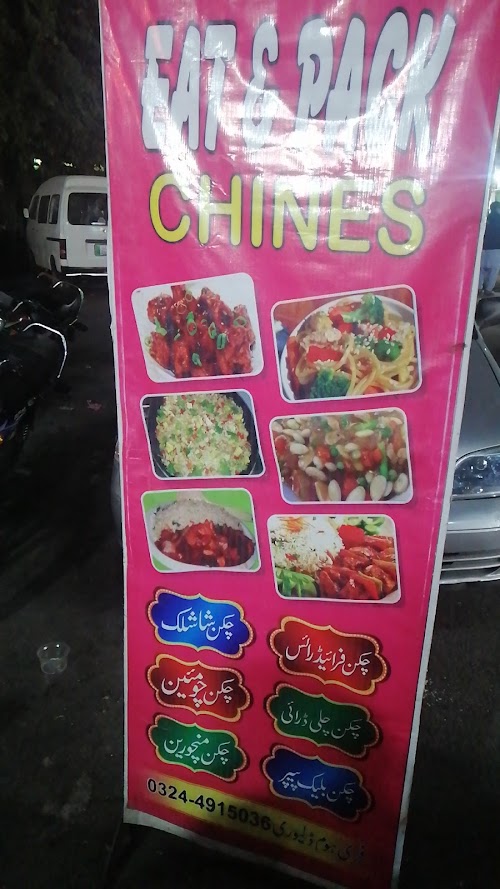 EAT & PACK
CHINES
چکن شاشلک
چکن فرائیڈ رائس
چکن چومئین
چکن چلی ڈرائی
چکن منچورین
چکن بلیک پیپر
فری ہوم ڈلیوری 0324-4915036